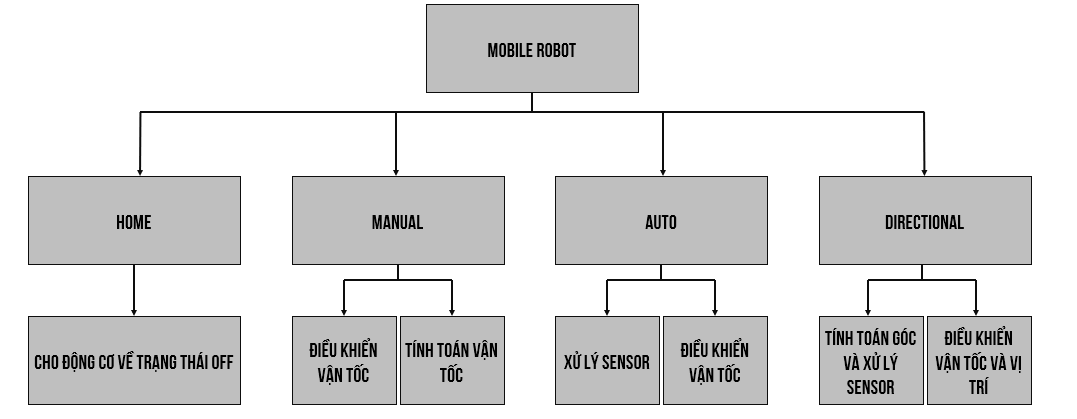 MOBILE ROBOT
HOME
MANUAL
AUTO
DIRECTIONAL
CHO ĐỘNG CƠ VỀ TRẠNG THÁI OFF
ĐIỀU KHIỂN
VẬN TỐC
TÍNH TOÁN VẬN
TỐC
XỬ LÝ SENSOR
ĐIỀU KHIỂN
VẬN TỐC
TÍNH TOÁN GÓC
VÀ XỬ LÝ
SENSOR
ĐIỀU KHIỂN
VẬN TỐC VÀ VỊ
TRÍ